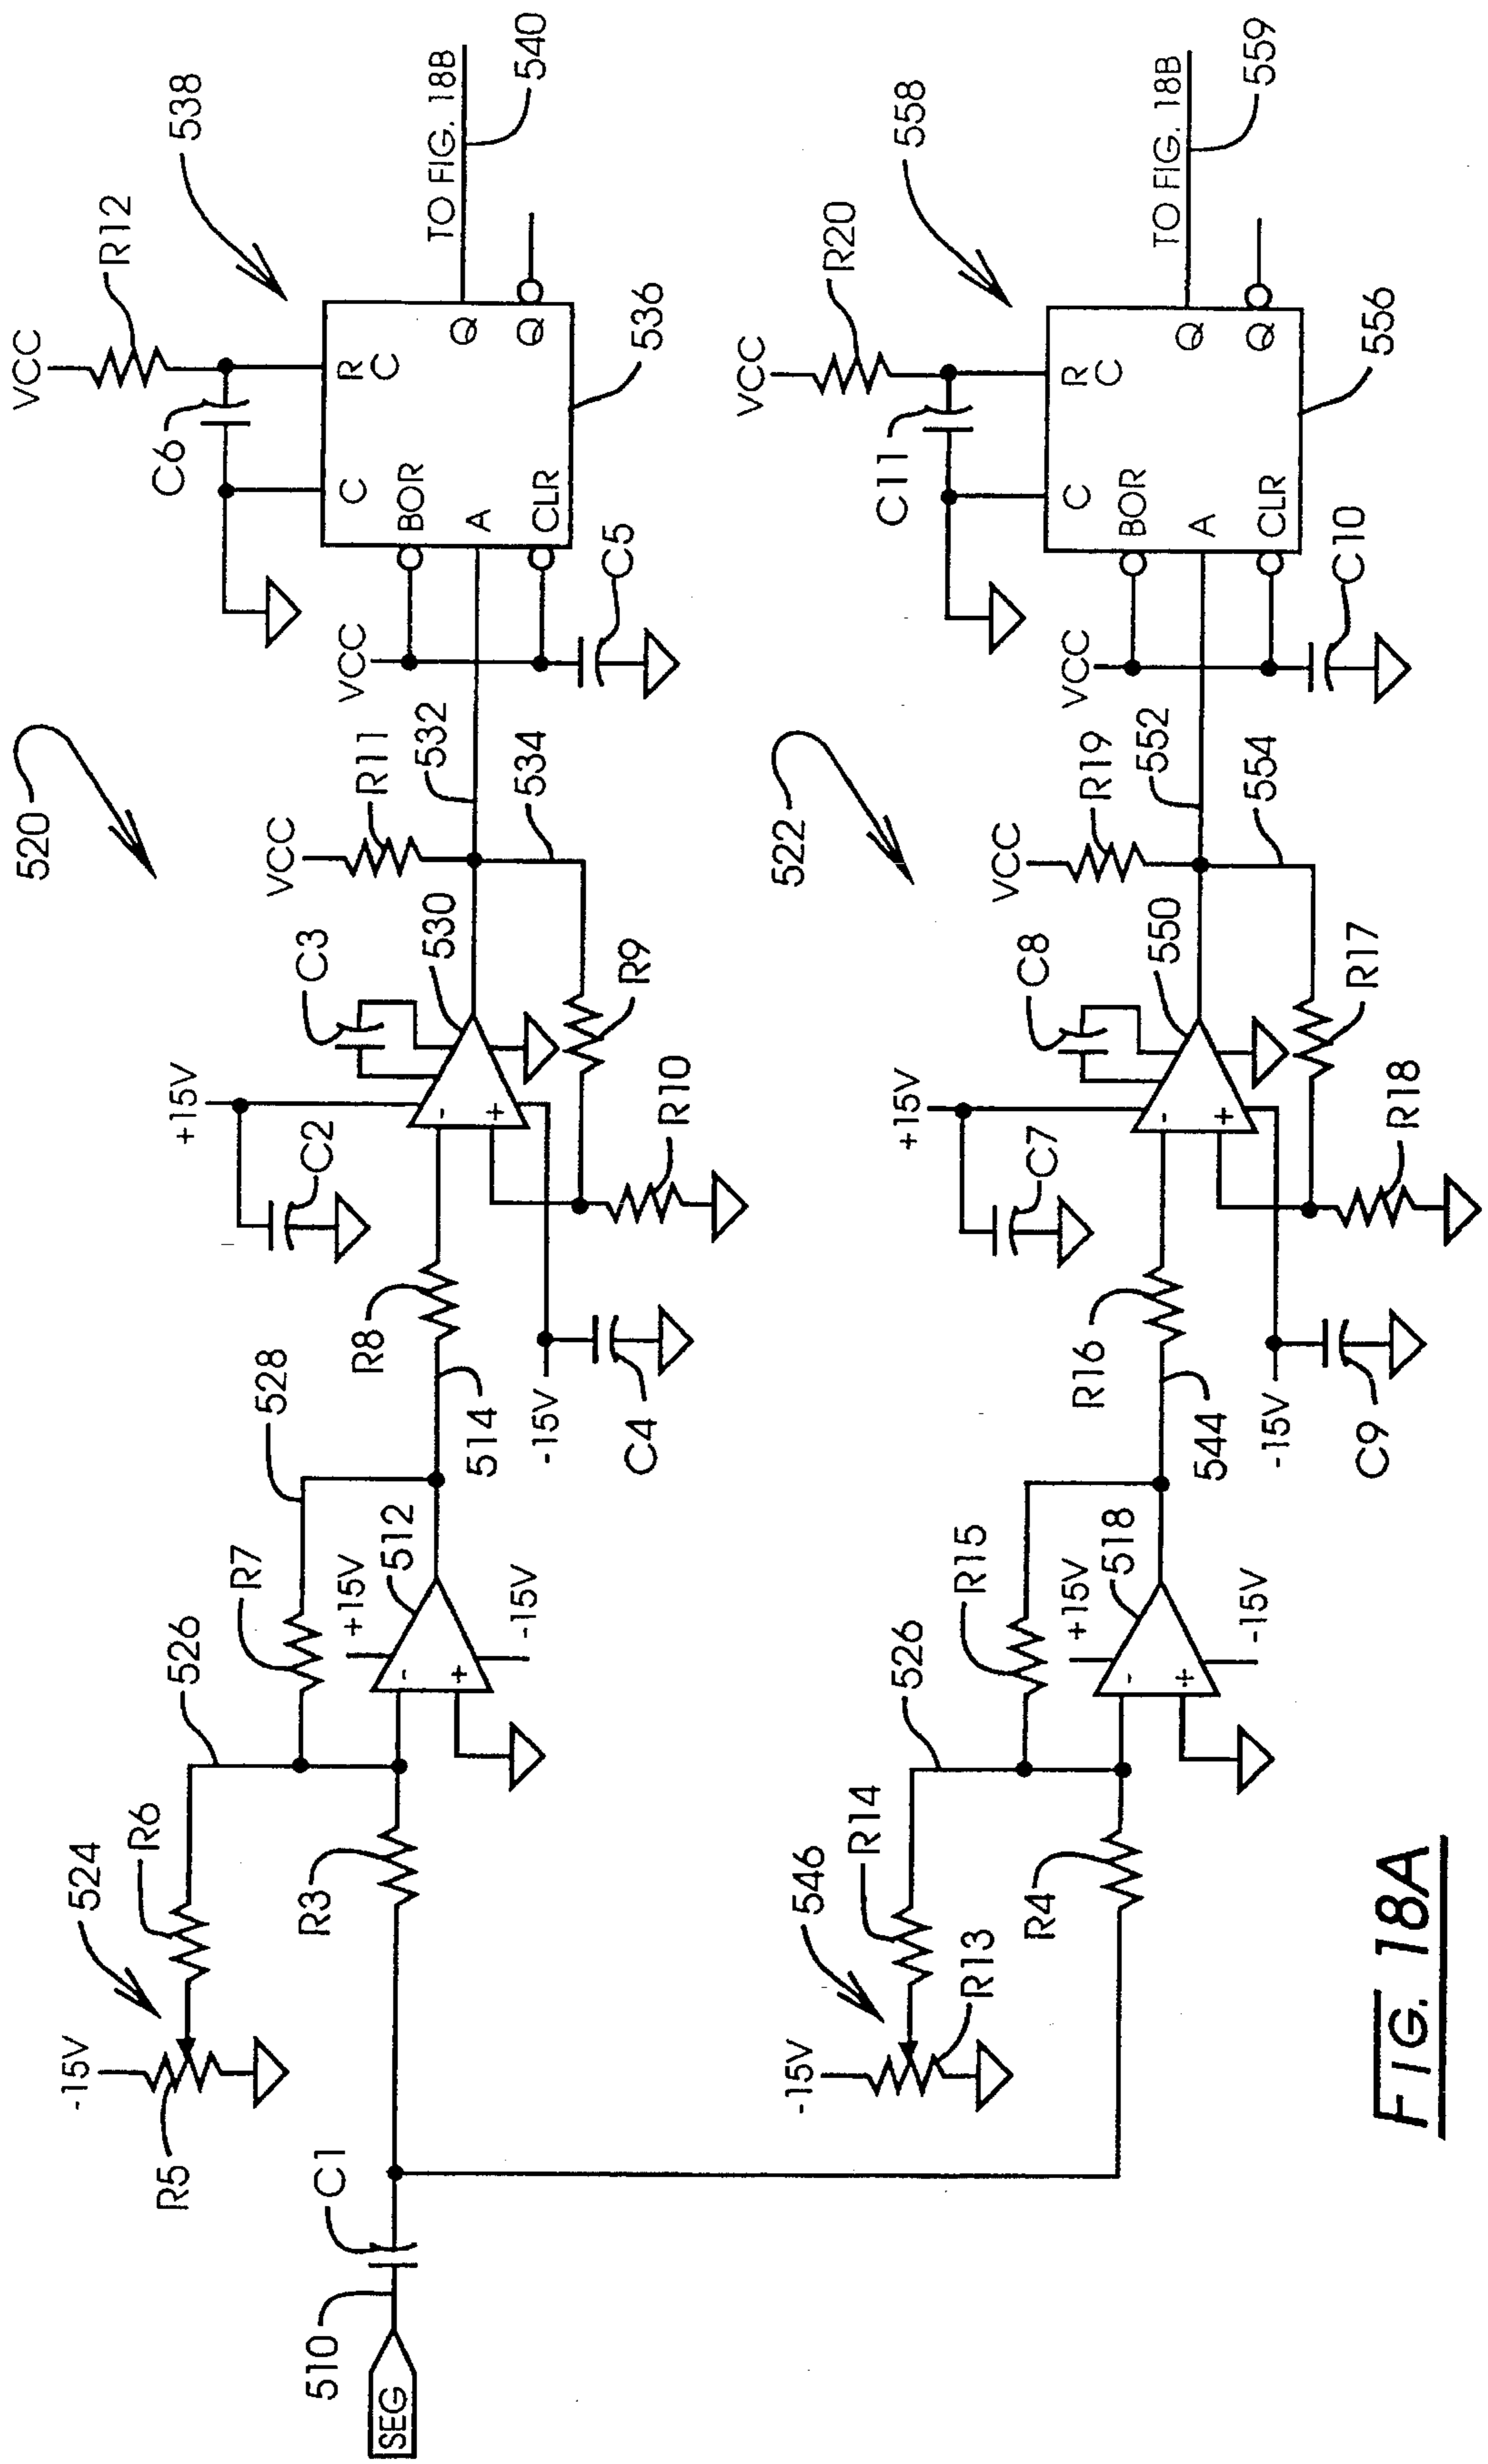 520
VCC
R12
538
C6
VCC
R11
532
534
VCC
C5
C
R
C
BOR
A
CLR
Q
Q
TO FIG. 18B
540
536
-15V
R5
524
R6
526
R7
528
+15V
512
-
+
-15V
514
R8
+15V
C2
C3
530
-
+
R9
R10
-15V
C4
SEG
510
C1
R3
522
VCC
R20
558
C11
VCC
R19
552
554
VCC
C10
C
R
C
BOR
A
CLR
Q
Q
TO FIG. 18B
559
556
-15V
R13
546
R14
526
R15
+15V
518
-
+
-15V
544
R16
+15V
C7
C8
550
-
+
R17
R18
-15V
C9
R4
FIG. 18A